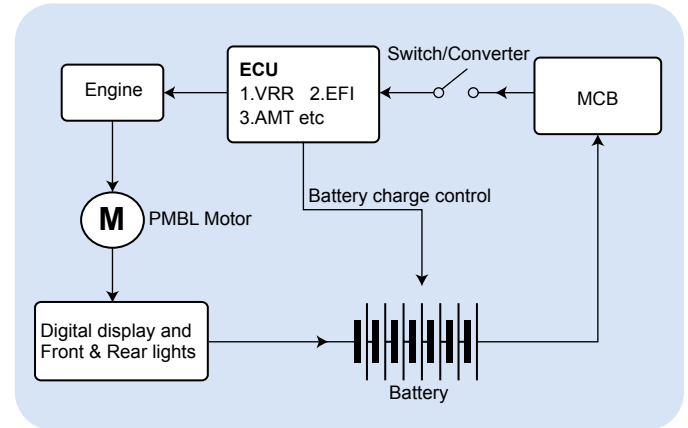 Switch/Converter
Engine
ECU
1.VRR 2.EFI
3.AMT etc
MCB
Battery charge control
M
PMBL Motor
Digital display and
Front & Rear lights
Battery